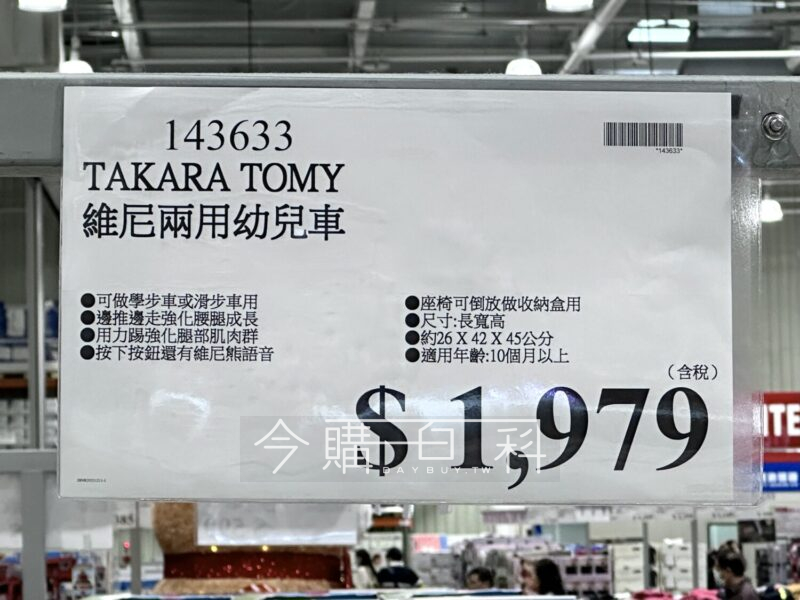 143633
TAKARA TOMY
維尼兩用幼兒車
*143633*
●可做學步車或滑步車用
●邊推邊走強化腰腿成長
●用力踢強化腿部肌肉群
●按下按鈕還有維尼熊語音
●座椅可倒放做收納盒用
●尺寸:長寬高
●約26 X 42 X 45公分
●適用年齡:10個月以上
（含稅）
$ 1,979
今購百科
DAYBUY.TW
ITE